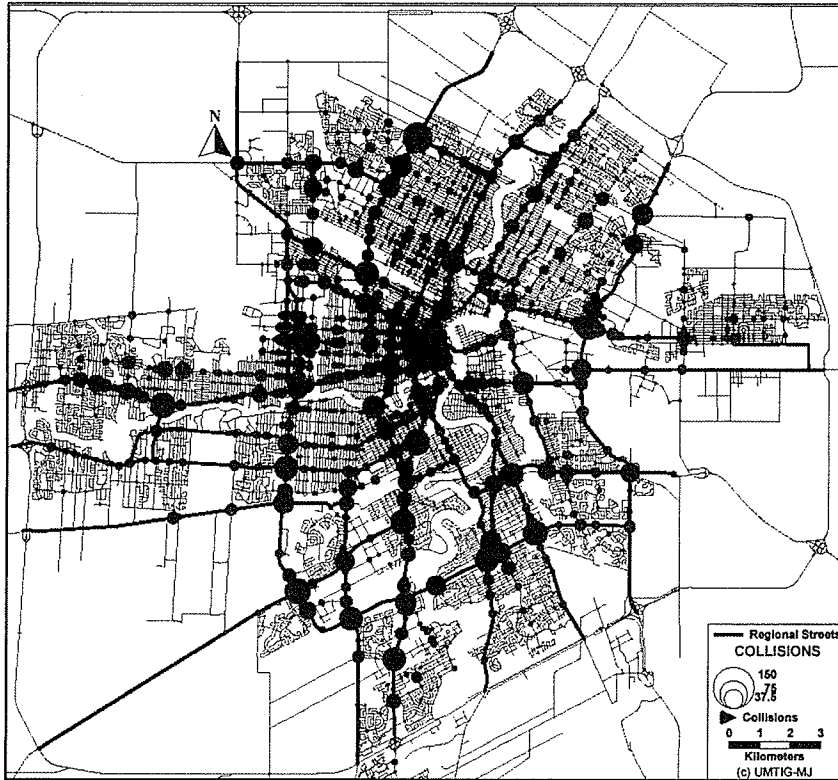 N
Regional Streets
COLLISIONS
150
75
37.5
Collisions
0 1 2 3
Kilometers
(c) UMTIG-MJ